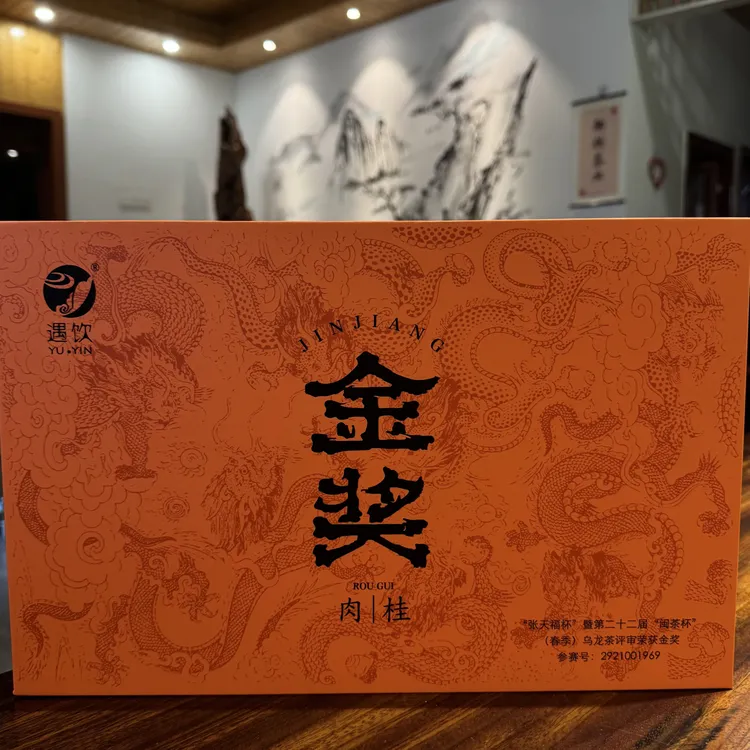 遇饮
YU YIN
JINJIANG
金奖
ROU GUI
肉|桂
"张天福杯"暨第二十二届"闽茶杯"
(春季)乌龙茶评审荣获金奖
参赛号:2921001969